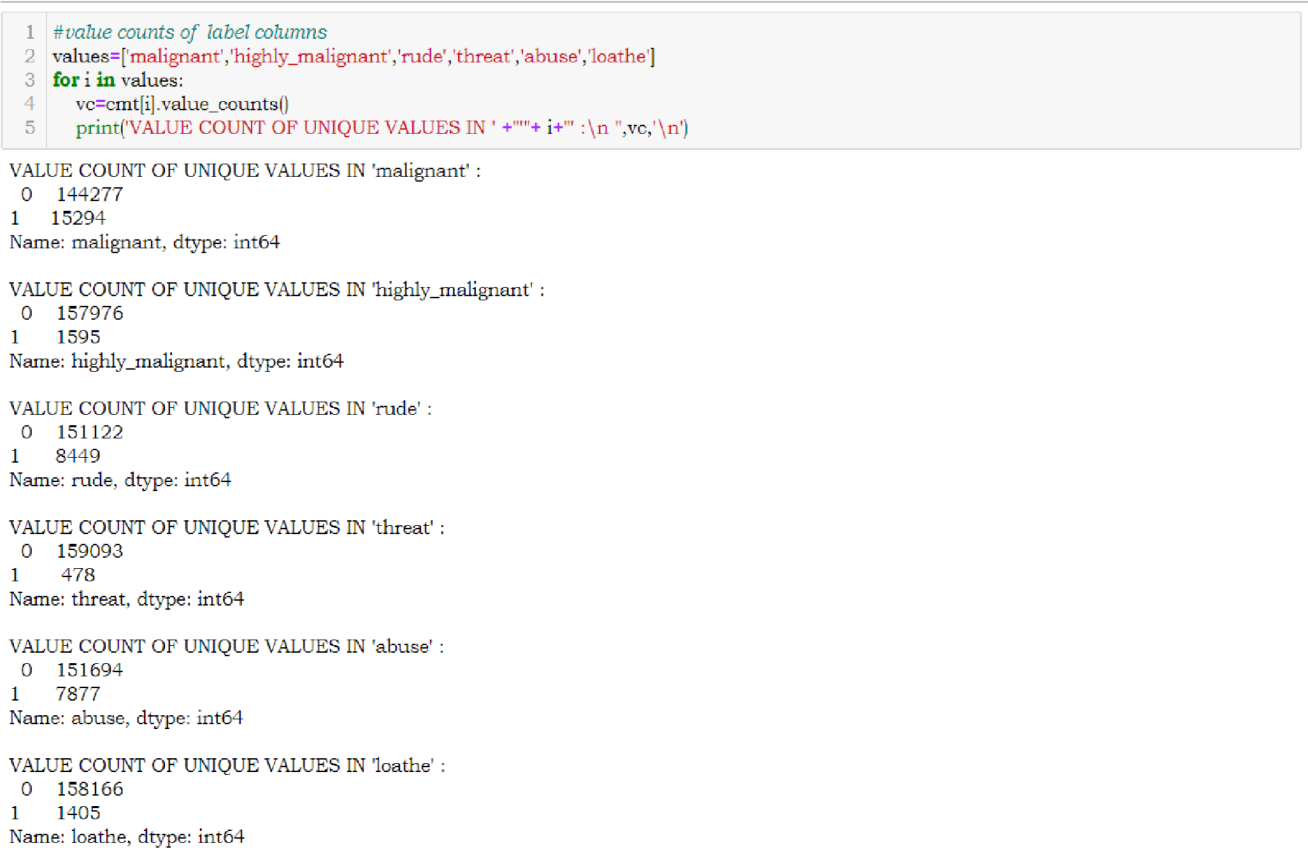 1 #value counts of label columns
2 values=['malignant','highly_malignant','rude','threat','abuse','loathe']
3 for i in values:
4 vc=cmt[i].value_counts()
5 print('VALUE COUNT OF UNIQUE VALUES IN ' +"'"+ i+"' :\n ",vc,'\n')
VALUE COUNT OF UNIQUE VALUES IN 'malignant' :
0 144277
1 15294
Name: malignant, dtype: int64
VALUE COUNT OF UNIQUE VALUES IN 'highly_malignant' :
0 157976
1 1595
Name: highly_malignant, dtype: int64
VALUE COUNT OF UNIQUE VALUES IN 'rude' :
0 151122
1 8449
Name: rude, dtype: int64
VALUE COUNT OF UNIQUE VALUES IN 'threat' :
0 159093
1 478
Name: threat, dtype: int64
VALUE COUNT OF UNIQUE VALUES IN 'abuse' :
0 151694
1 7877
Name: abuse, dtype: int64
VALUE COUNT OF UNIQUE VALUES IN 'loathe' :
0 158166
1 1405
Name: loathe, dtype: int64